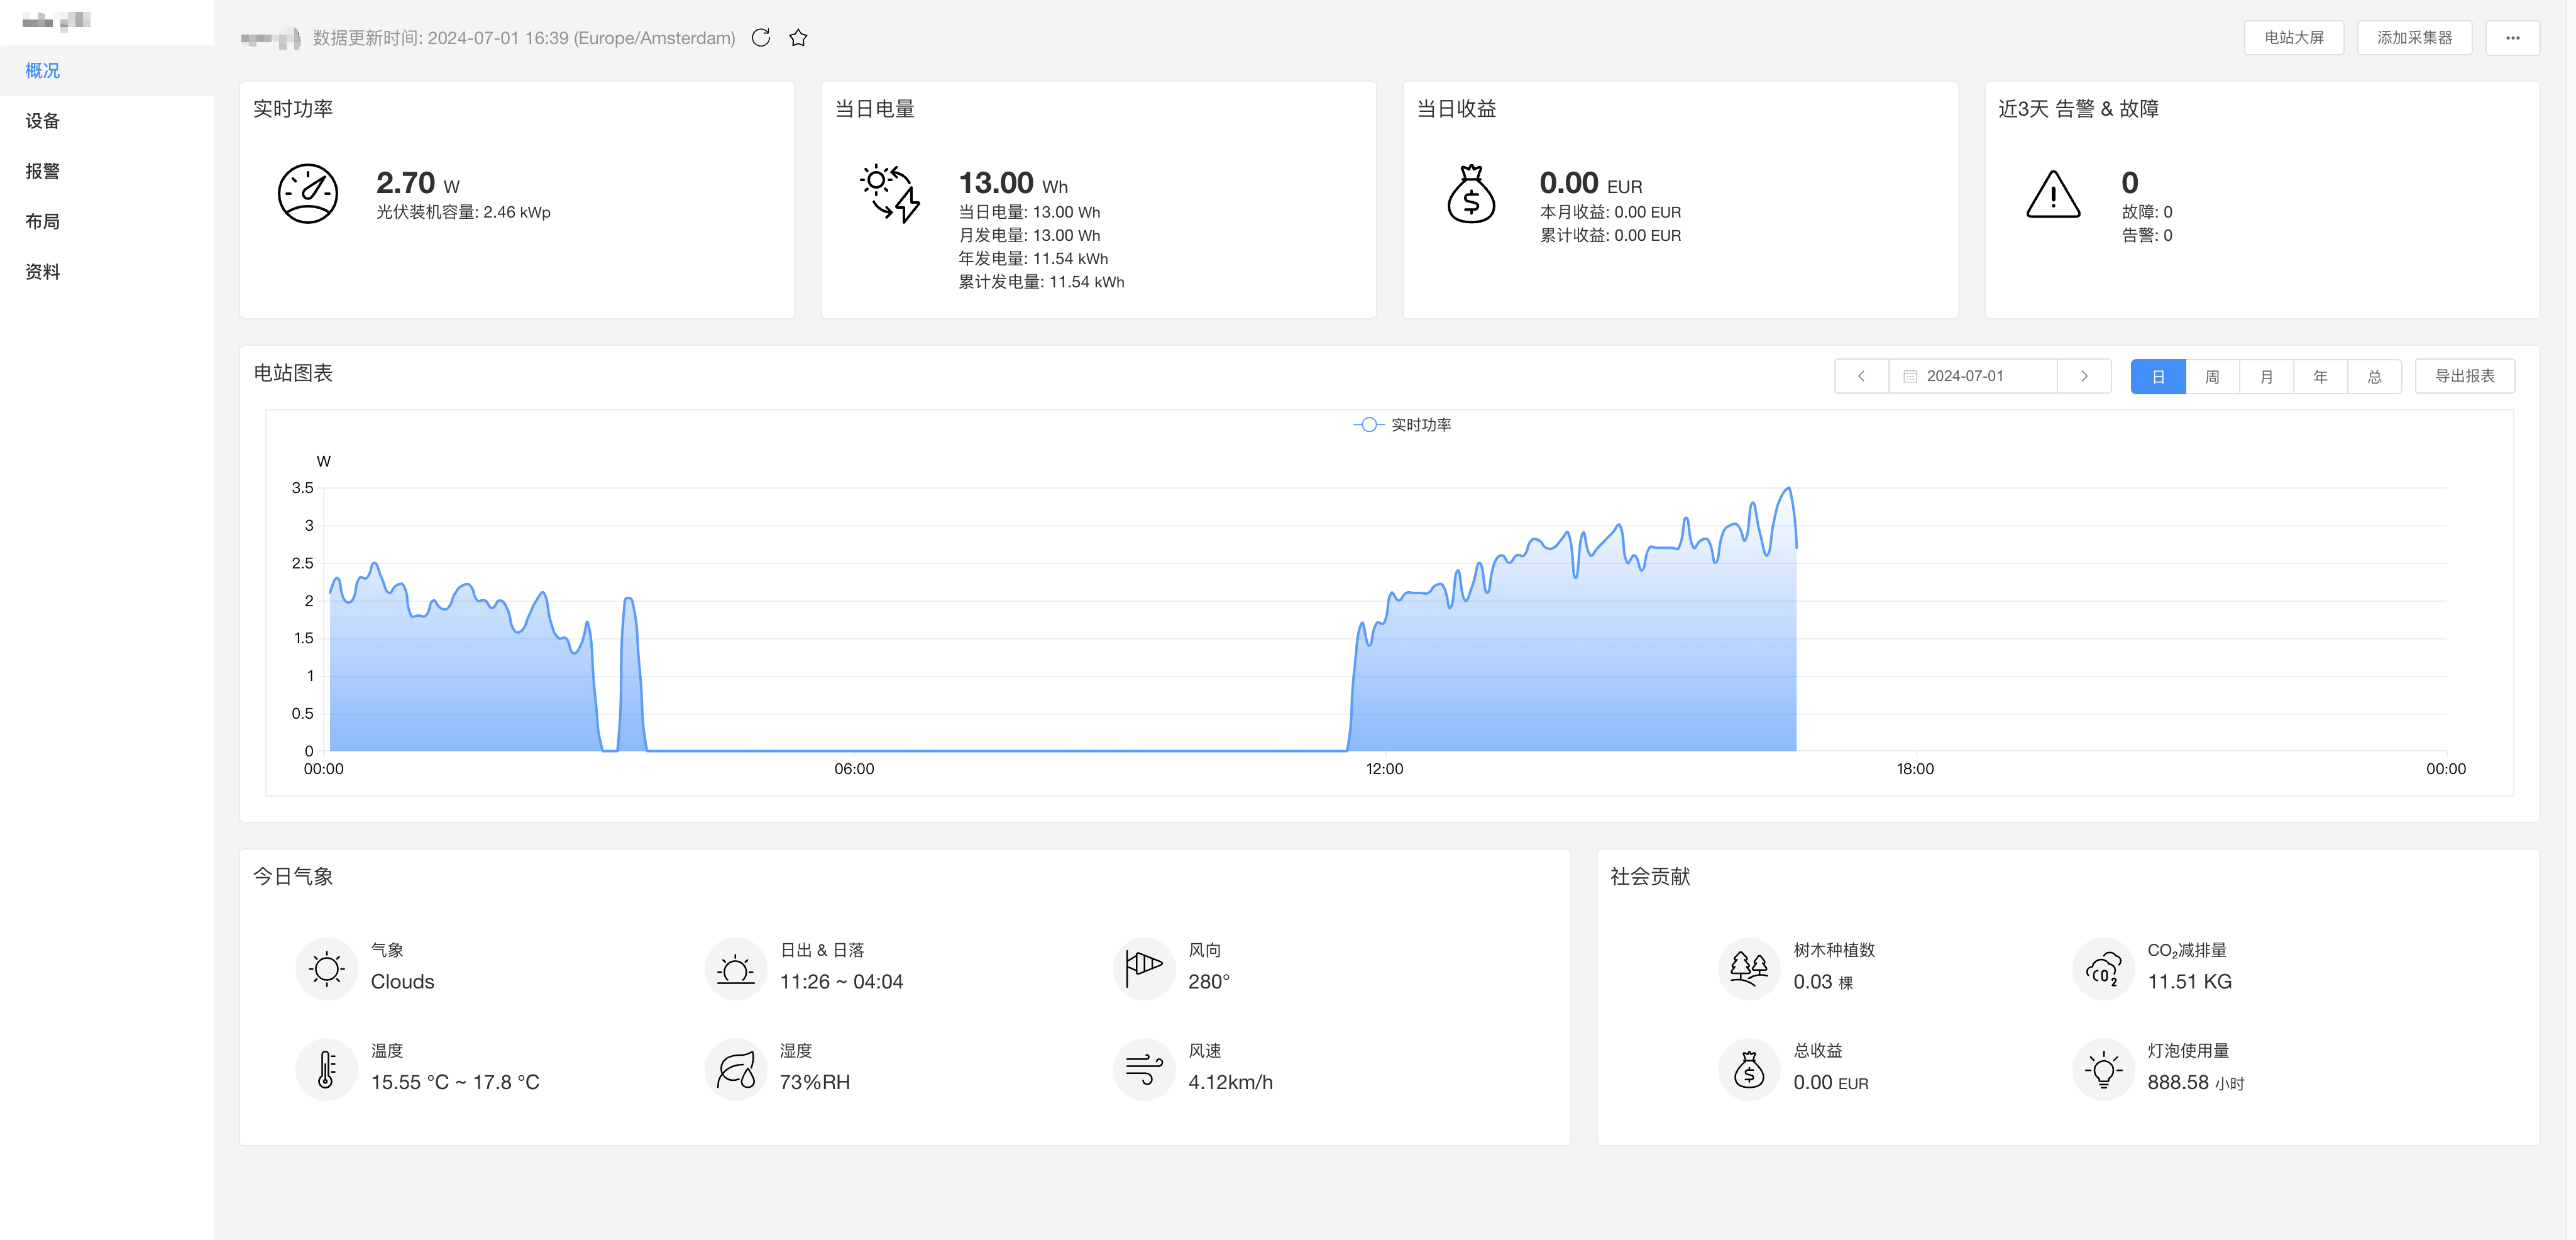 数据更新时间: 2024-07-01 16:39 (Europe/Amsterdam)
电站大屏
添加采集器
...
概况
设备
报警
布局
资料
实时功率
2.70 W
光伏装机容量: 2.46 kWp
当日电量
13.00 Wh
当日电量: 13.00 Wh
月发电量: 13.00 Wh
年发电量: 11.54 kWh
累计发电量: 11.54 kWh
当日收益
0.00 EUR
本月收益: 0.00 EUR
累计收益: 0.00 EUR
近3天 告警 & 故障
0
故障: 0
告警: 0
电站图表
2024-07-01
日
周
月
年
总
导出报表
实时功率
W
3.5
3
2.5
2
1.5
1
0.5
0
00:00
06:00
12:00
18:00
00:00
今日气象
气象
Clouds
日出 & 日落
11:26 ~ 04:04
风向
280°
温度
15.55 °C ~ 17.8 °C
湿度
73%RH
风速
4.12km/h
社会贡献
树木种植数
0.03 棵
CO₂减排量
11.51 KG
总收益
0.00 EUR
灯泡使用量
888.58 小时